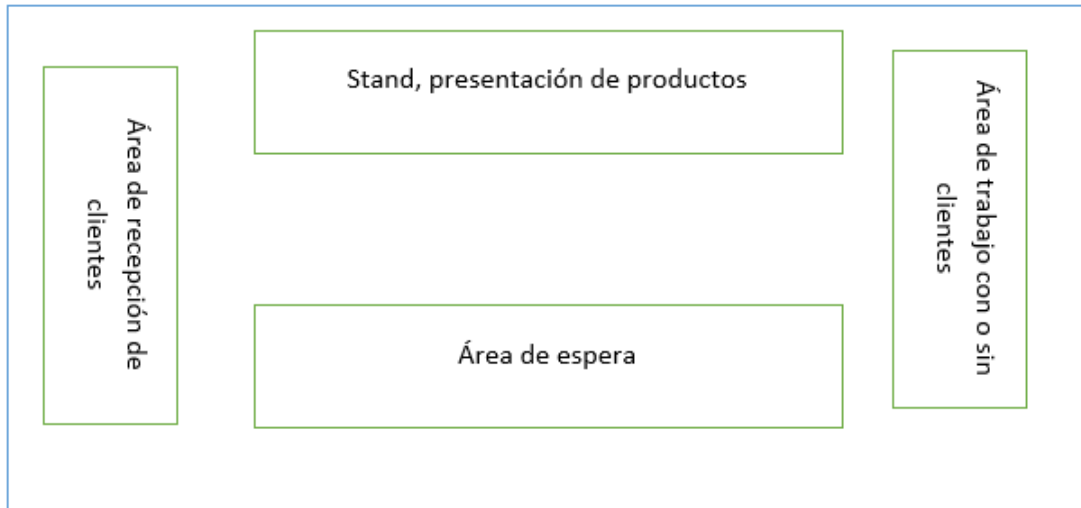 Stand, presentación de productos
Área de recepción de
clientes
Área de trabajo con o sin
clientes
Área de espera